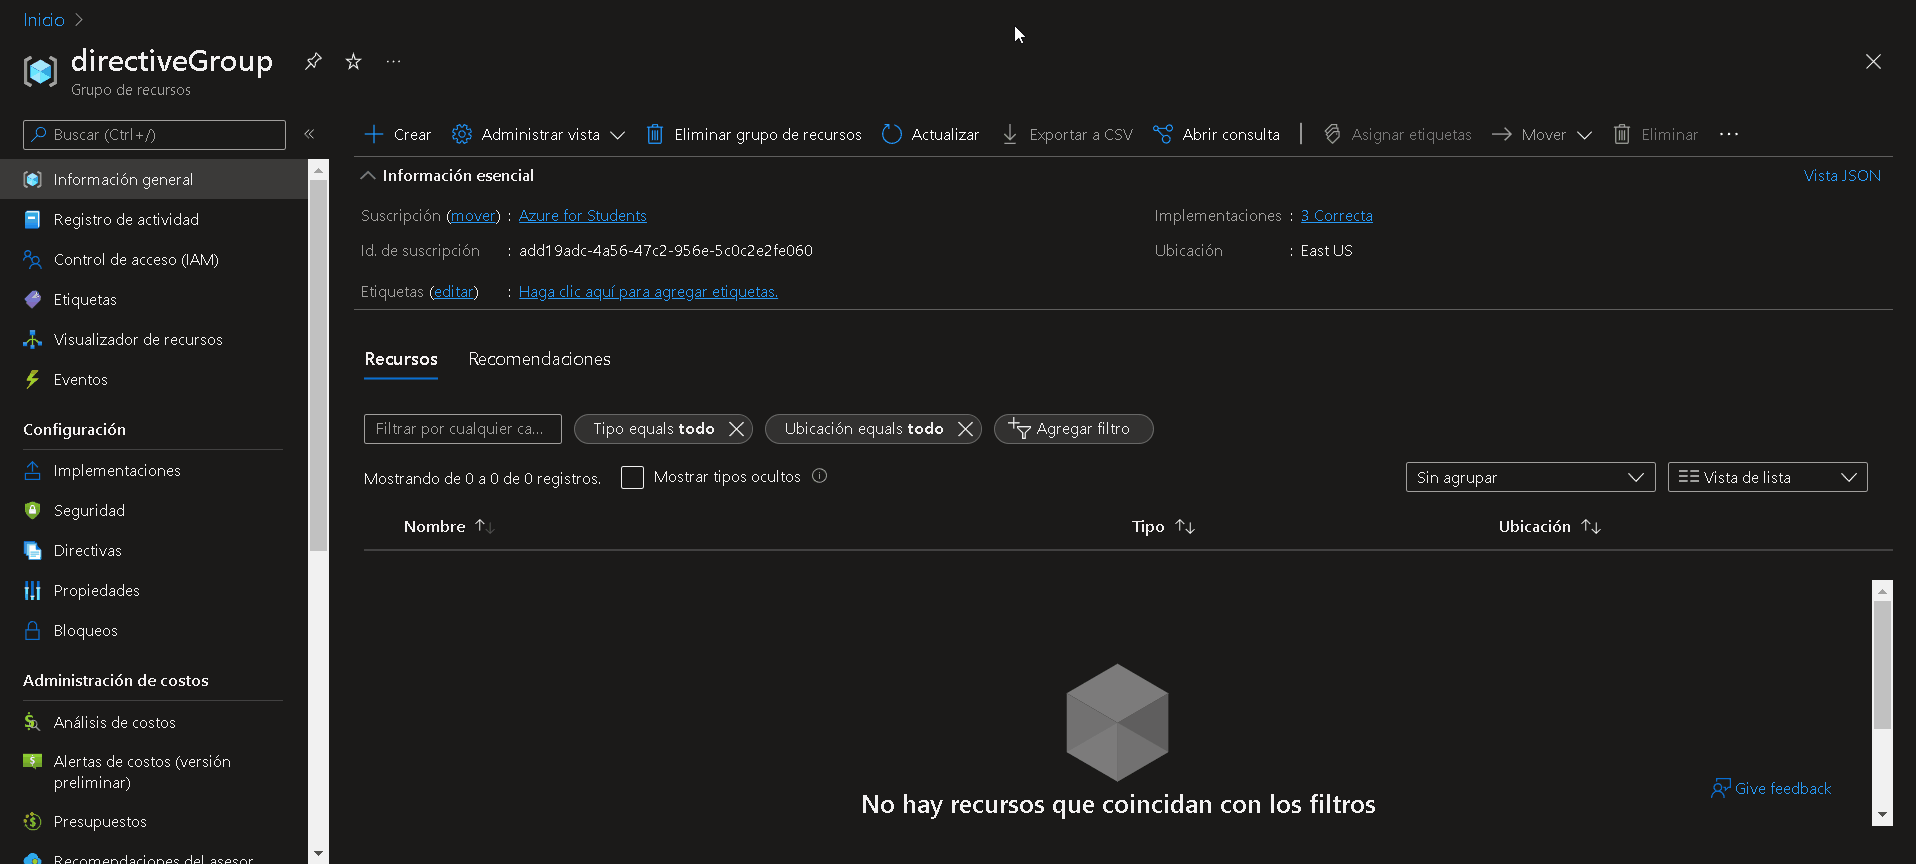 Inicio >
directiveGroup
Grupo de recursos
Buscar (Ctrl+/)
«
Crear
Administrar vista
Eliminar grupo de recursos
Actualizar
Exportar a CSV
Abrir consulta
Asignar etiquetas
Mover
Eliminar
Información general
Registro de actividad
Control de acceso (IAM)
Etiquetas
Visualizador de recursos
Eventos
Configuración
Implementaciones
Seguridad
Directivas
Propiedades
Bloqueos
Administración de costos
Análisis de costos
Alertas de costos (versión
preliminar)
Presupuestos
Recomendaciones del asesor
Información esencial
Vista JSON
Suscripción (mover) : Azure for Students
Implementaciones : 3 Correcta
Id. de suscripción : add19adc-4a56-47c2-956e-5c0c2e2fe060
Ubicación : East US
Etiquetas (editar) : Haga clic aquí para agregar etiquetas.
Recursos
Recomendaciones
Filtrar por cualquier ca...
Tipo equals todo
Ubicación equals todo
Agregar filtro
Mostrando de 0 a 0 de 0 registros.
Mostrar tipos ocultos
Sin agrupar
Vista de lista
Nombre
Tipo
Ubicación
No hay recursos que coincidan con los filtros
Give feedback